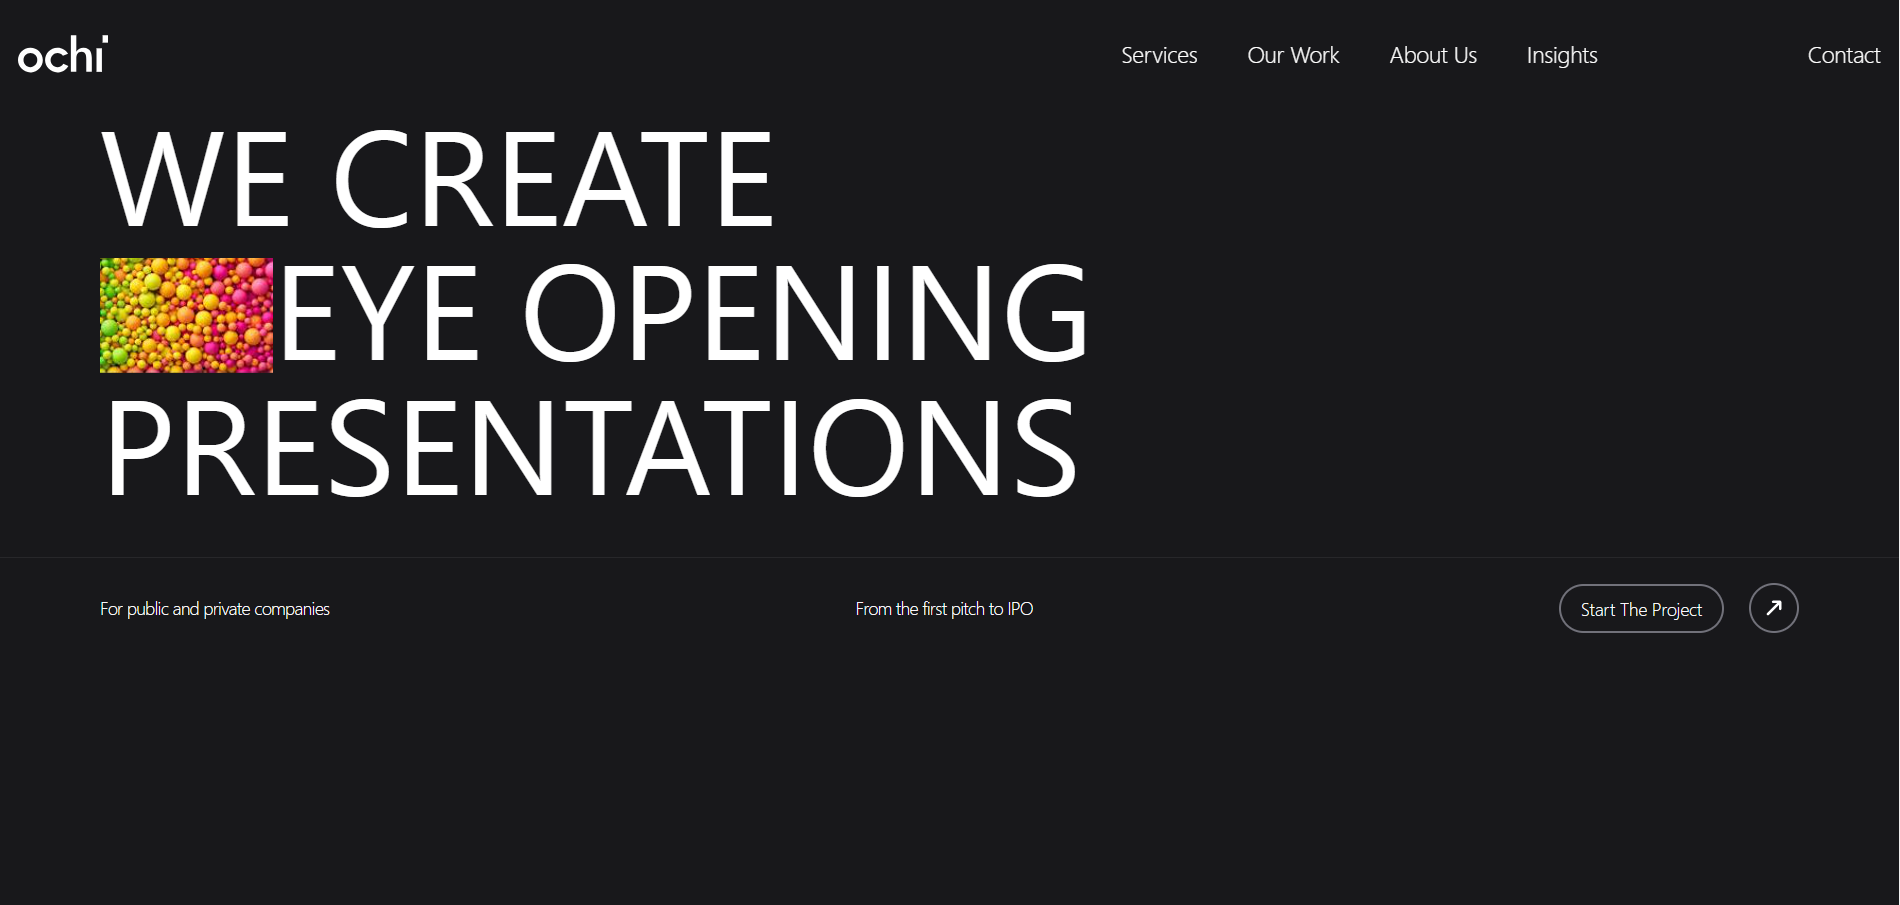 ochi
Services Our Work About Us Insights Contact
WE CREATE
EYE OPENING
PRESENTATIONS
For public and private companies From the first pitch to IPO Start The Project